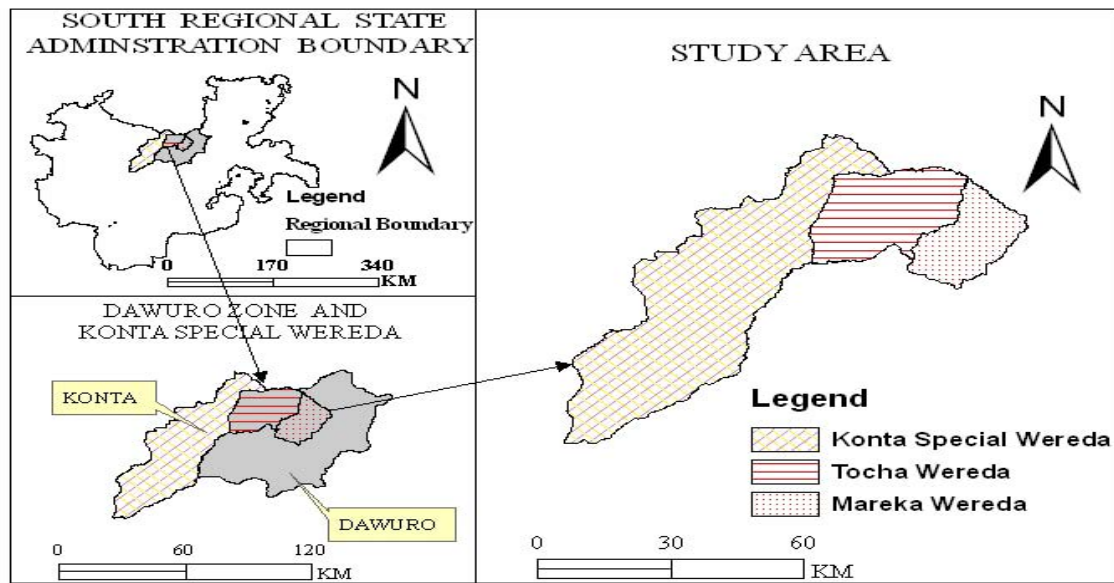 SOUTH REGIONAL STATE
ADMINSTRATION BOUNDARY
N
Legend
Regional Boundary
0 170 340
KM
DAWURO ZONE AND
KONTA SPECIAL WEREDA
KONTA
DAWURO
0 60 120
KM
STUDY AREA
N
Legend
Konta Special Wereda
Tocha Wereda
Mareka Wereda
0 30 60
KM